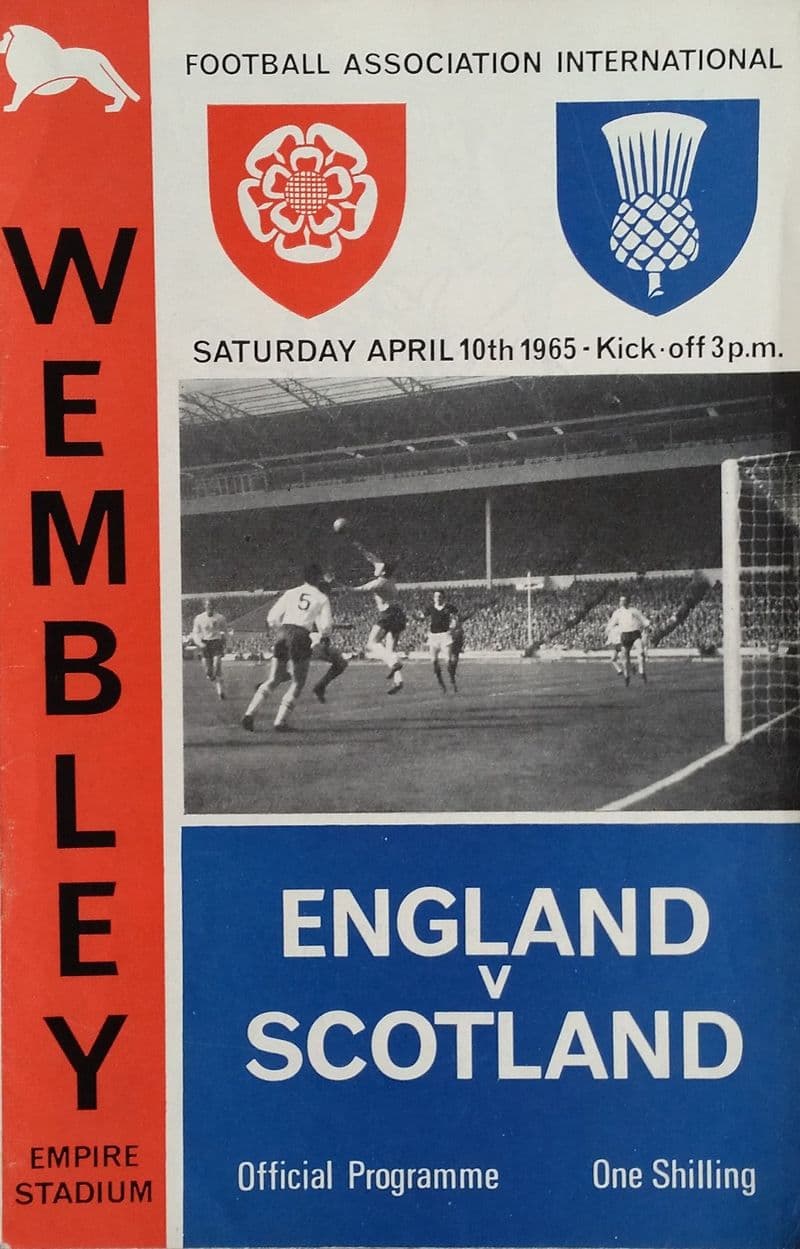 FOOTBALL ASSOCIATION INTERNATIONAL
SATURDAY APRIL 10th 1965 - Kick·off 3 p.m.
WEMBLEY
EMPIRE
STADIUM
5
ENGLAND
V
SCOTLAND
Official Programme One Shilling